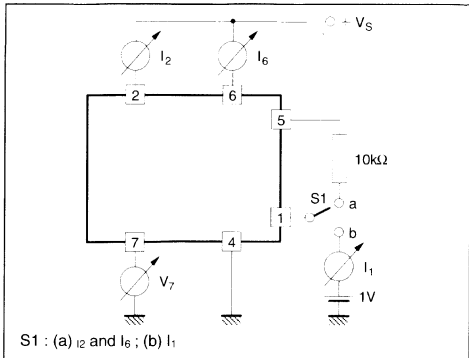 + VS
I2
I6
2
6
5
10kΩ
S1
a
1
b
7
4
I1
V7
1V
S1 : (a) I2 and I6 ; (b) I1